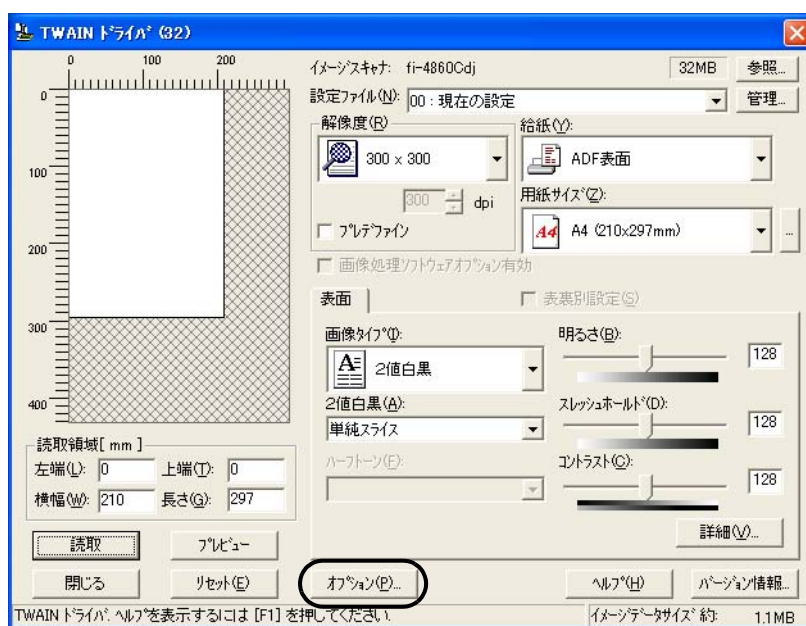 TWAIN ﾄﾞﾗｲﾊﾞ (32)
0 100 200
0
100
200
300
400
ｲﾒｰｼﾞｽｷｬﾅ: fi-4860Cdj 32MB 参照...
設定ﾌｧｲﾙ(N): 00 : 現在の設定 管理...
解像度(R) 給紙(Y):
300 × 300 ADF表面
300 dpi 用紙ｻｲｽﾞ(Z):
ﾌﾟﾚﾃﾞﾌｧｲﾝ A4 A4 (210x297mm) ...
画像処理ｿﾌﾄｳｪｱｵﾌﾟｼｮﾝ有効
表面 表裏別設定(S)
画像ﾀｲﾌﾟ(I): 明るさ(B):
A 2値白黒 128
2値白黒(A): ｽﾚｯｼｭﾎｰﾙﾄﾞ(D):
単純ｽﾗｲｽ 128
ﾊｰﾌﾄｰﾝ(F): ｺﾝﾄﾗｽﾄ(C):
128
詳細(V)...
読取領域[ mm ]
左端(L): 0 上端(T): 0
横幅(W): 210 長さ(G): 297
読取 ﾌﾟﾚﾋﾞｭｰ
閉じる ﾘｾｯﾄ(E) ｵﾌﾟｼｮﾝ(P)... ﾍﾙﾌﾟ(H) ﾊﾞｰｼﾞｮﾝ情報...
TWAIN ﾄﾞﾗｲﾊﾞ. ﾍﾙﾌﾟを表示するには [F1] を押してください. ｲﾒｰｼﾞﾃﾞｰﾀｻｲｽﾞ 約: 1.1MB